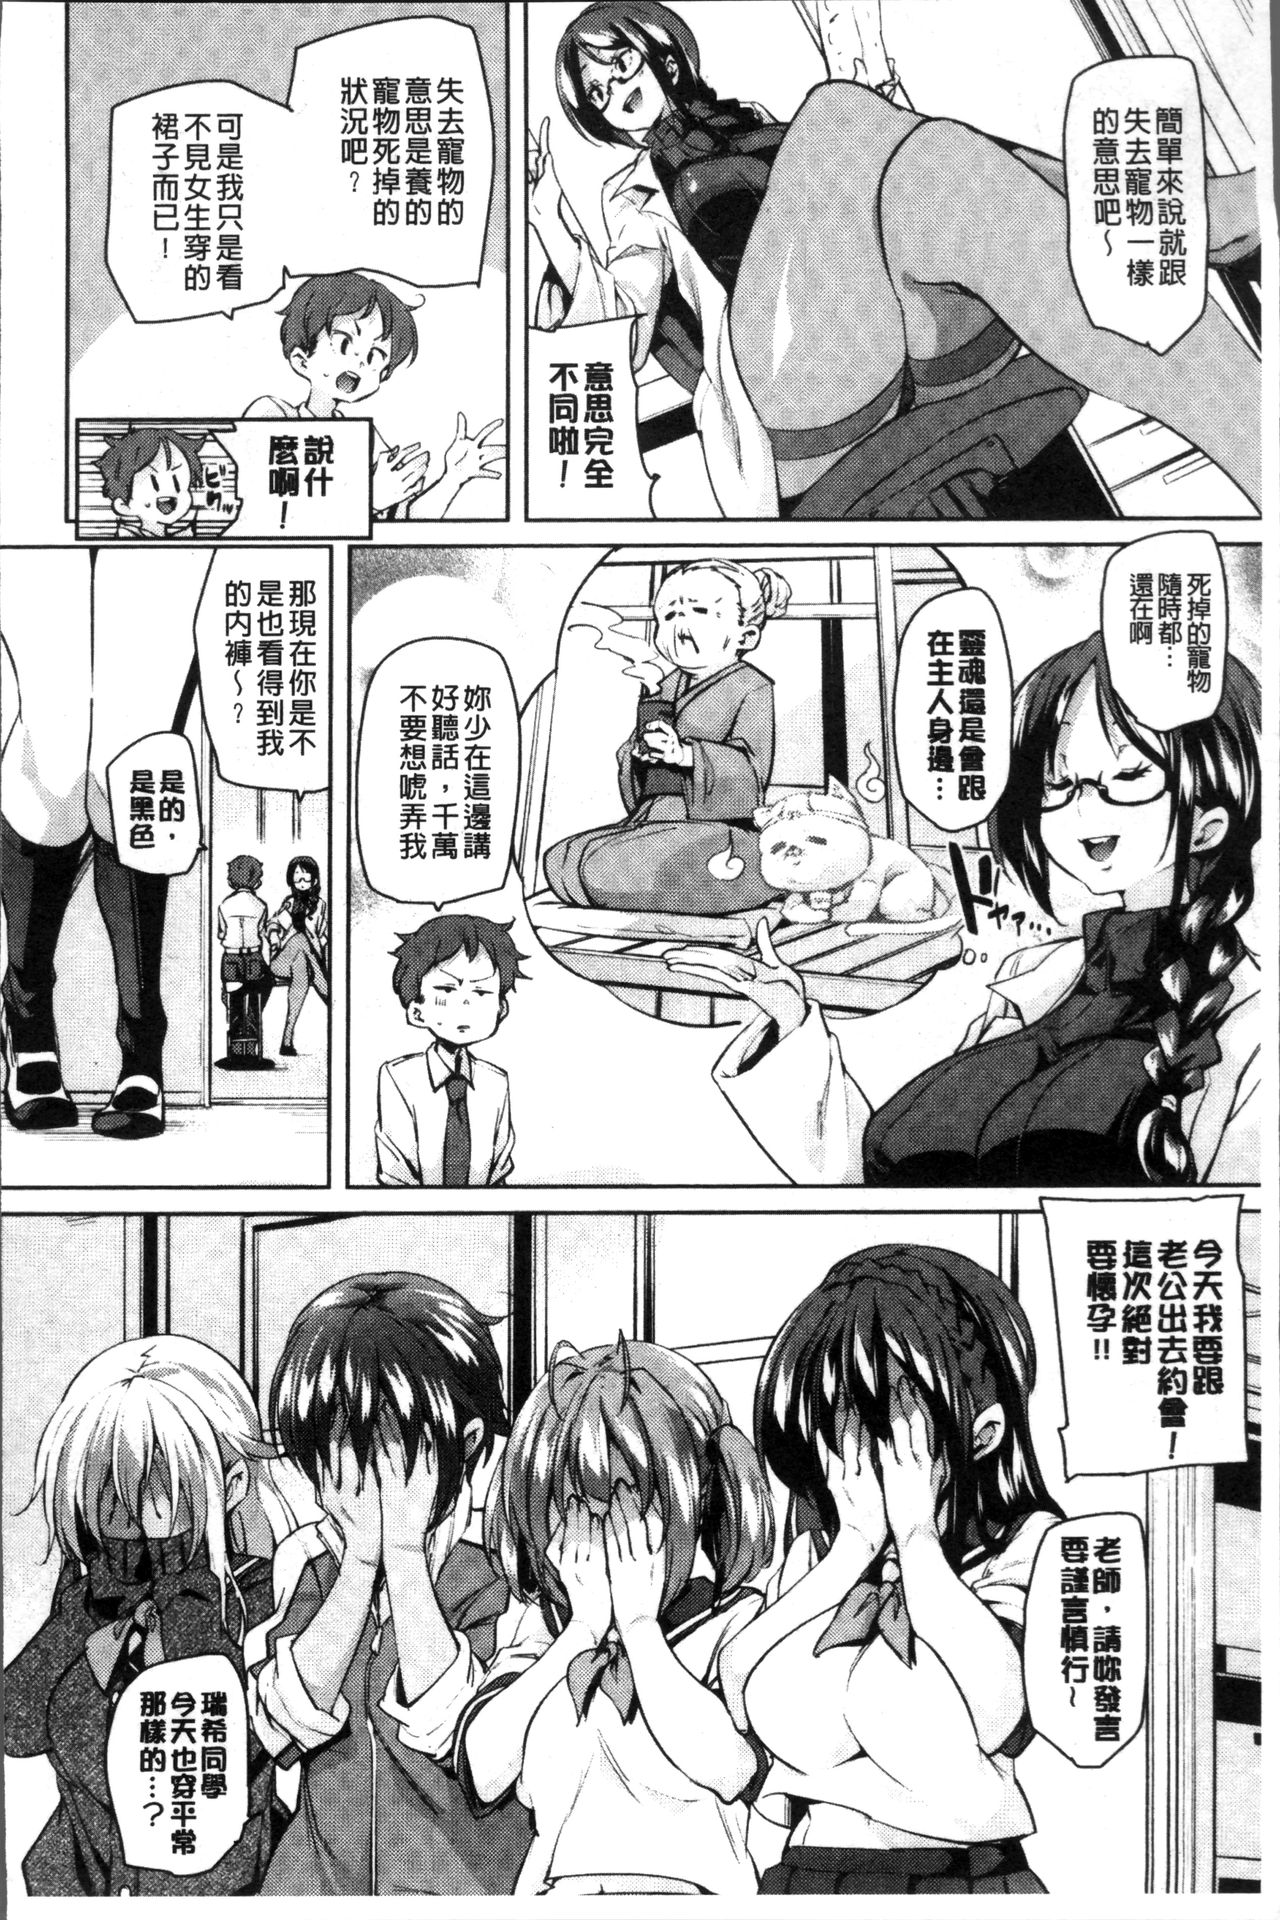 簡單來說就跟
失去寵物一樣
的意思吧～
意思完全
不同啦！
失去寵物的
意思是養的
寵物死掉的
狀況吧？
可是我只是看
不見女生穿的
裙子而已！
說什
麼啊！
ビクッ
死掉的寵物
隨時都…
還在啊
靈魂還是會跟
在主人身邊…
ドヤァ…
妳少在這邊講
好聽話，千萬
不要想唬弄我
那現在你是不
是也看得到我
的內褲～？
是的，
是黑色
今天我要跟
老公出去約會！
這次絕對
要懷孕!!
老師，請妳發言
要謹言慎行～
瑞希同學
今天也穿平常
那樣的…？